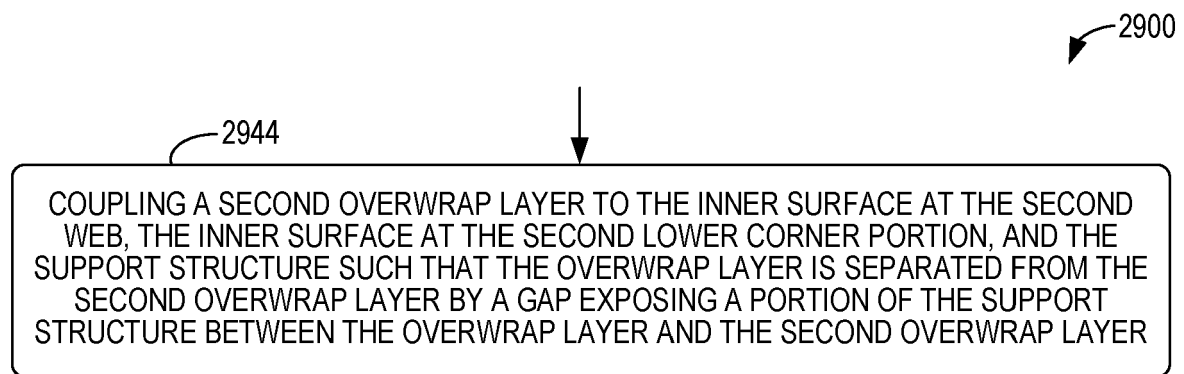 2900
2944
COUPLING A SECOND OVERWRAP LAYER TO THE INNER SURFACE AT THE SECOND
WEB, THE INNER SURFACE AT THE SECOND LOWER CORNER PORTION, AND THE
SUPPORT STRUCTURE SUCH THAT THE OVERWRAP LAYER IS SEPARATED FROM THE
SECOND OVERWRAP LAYER BY A GAP EXPOSING A PORTION OF THE SUPPORT
STRUCTURE BETWEEN THE OVERWRAP LAYER AND THE SECOND OVERWRAP LAYER